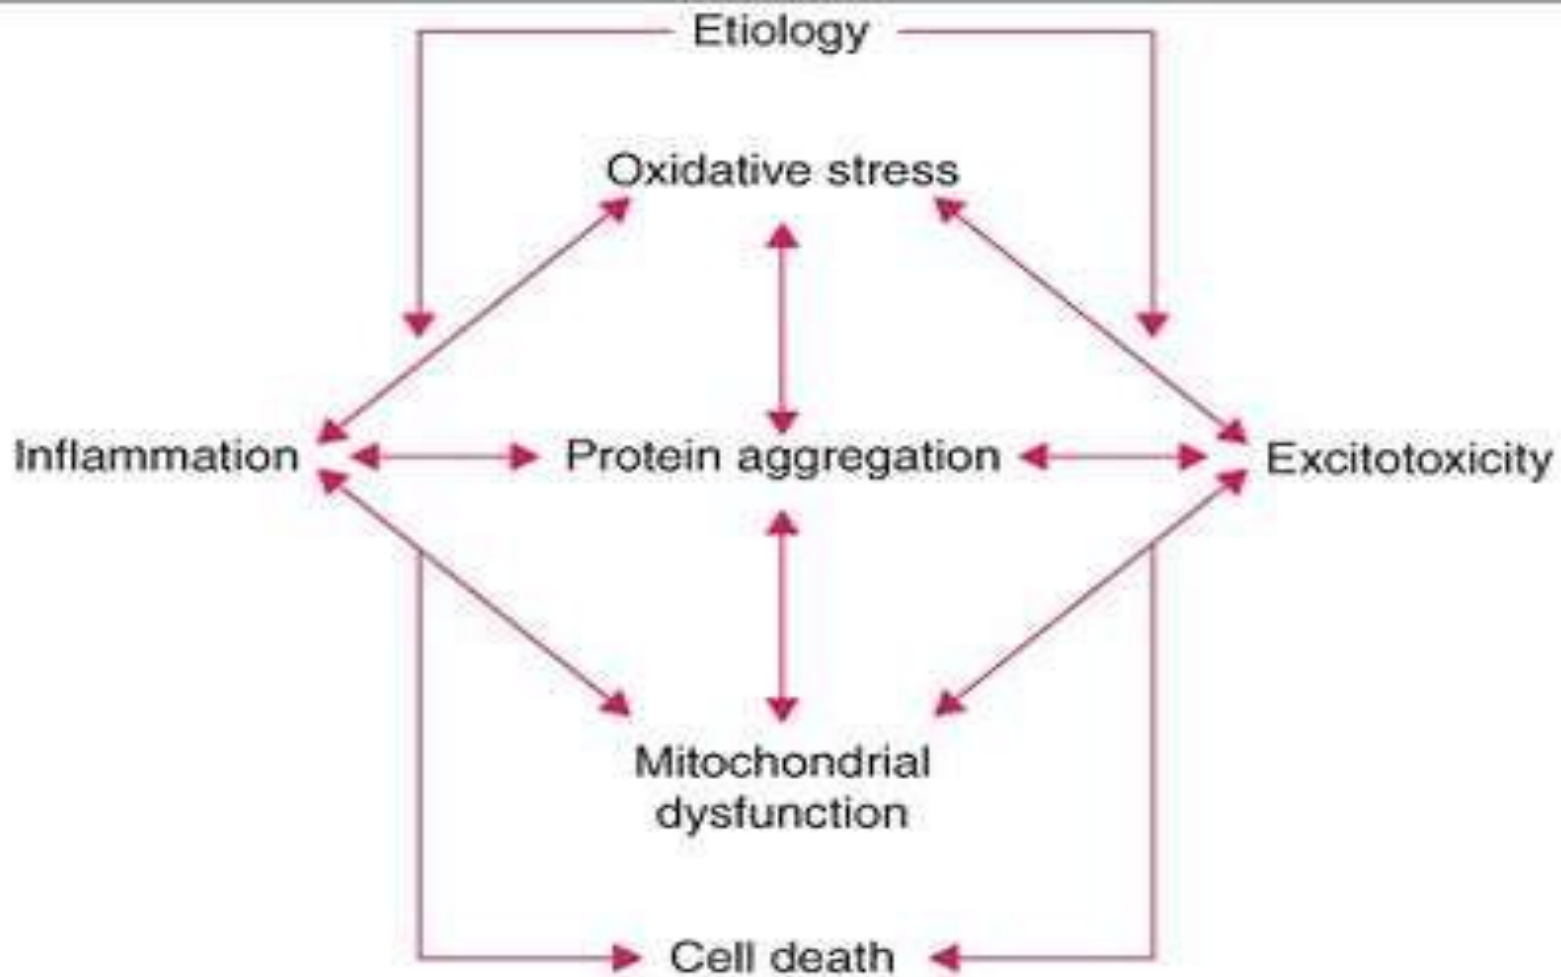 Etiology
Oxidative stress
Inflammation
Protein aggregation
Excitotoxicity
Mitochondrial
dysfunction
Cell death